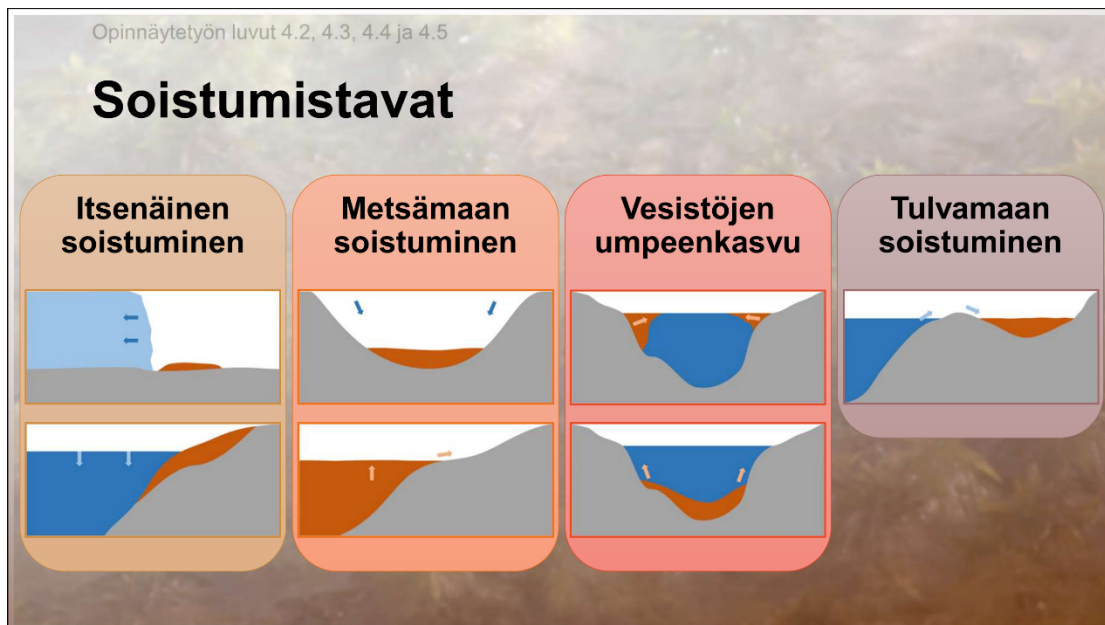 Opinnäytetyön luvut 4.2, 4.3, 4.4 ja 4.5
Soistumistavat
Itsenäinen
soistuminen
Metsämaan
soistuminen
Vesistöjen
umpeenkasvu
Tulvamaan
soistuminen